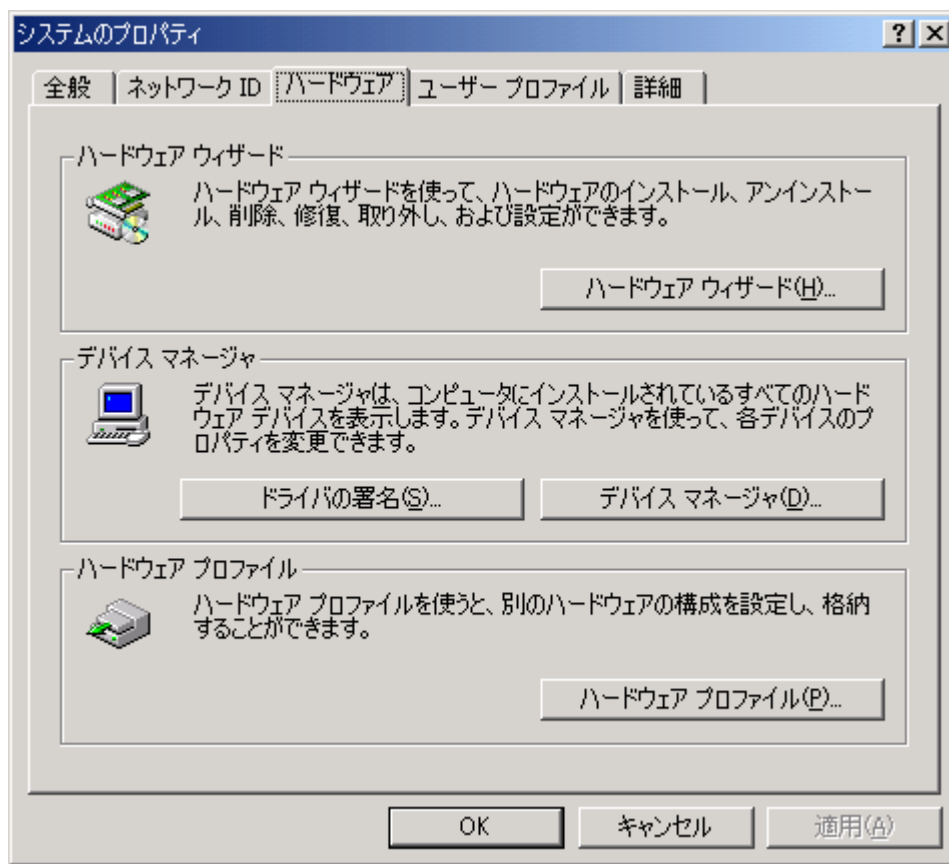 システムのプロパティ
全般
ネットワーク ID
ハードウェア
ユーザー プロファイル
詳細
ハードウェア ウィザード
ハードウェア ウィザードを使って、ハードウェアのインストール、アンインストー
ル、削除、修復、取り外し、および設定ができます。
ハードウェア ウィザード(H)...
デバイス マネージャ
デバイス マネージャは、コンピュータにインストールされているすべてのハード
ウェア デバイスを表示します。デバイス マネージャを使って、各デバイスのプ
ロパティを変更できます。
ドライバの署名(S)...
デバイス マネージャ(D)...
ハードウェア プロファイル
ハードウェア プロファイルを使うと、別のハードウェアの構成を設定し、格納
することができます。
ハードウェア プロファイル(P)...
OK
キャンセル
適用(A)